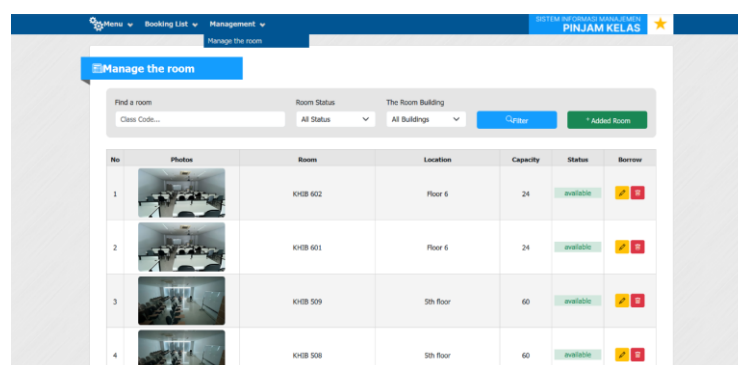 Menu Booking List Management
SISTEM INFORMASI MANAJEMEN
PINJAM KELAS
Manage the room
Manage the room
Find a room Room Status The Room Building
Class Code... All Status All Buildings Filter + Added Room
No Photos Room Location Capacity Status Borrow
1 KHIB 602 Floor 6 24 available
2 KHIB 601 Floor 6 24 available
3 KHIB 509 5th floor 60 available
4 KHIB 508 5th floor 60 available